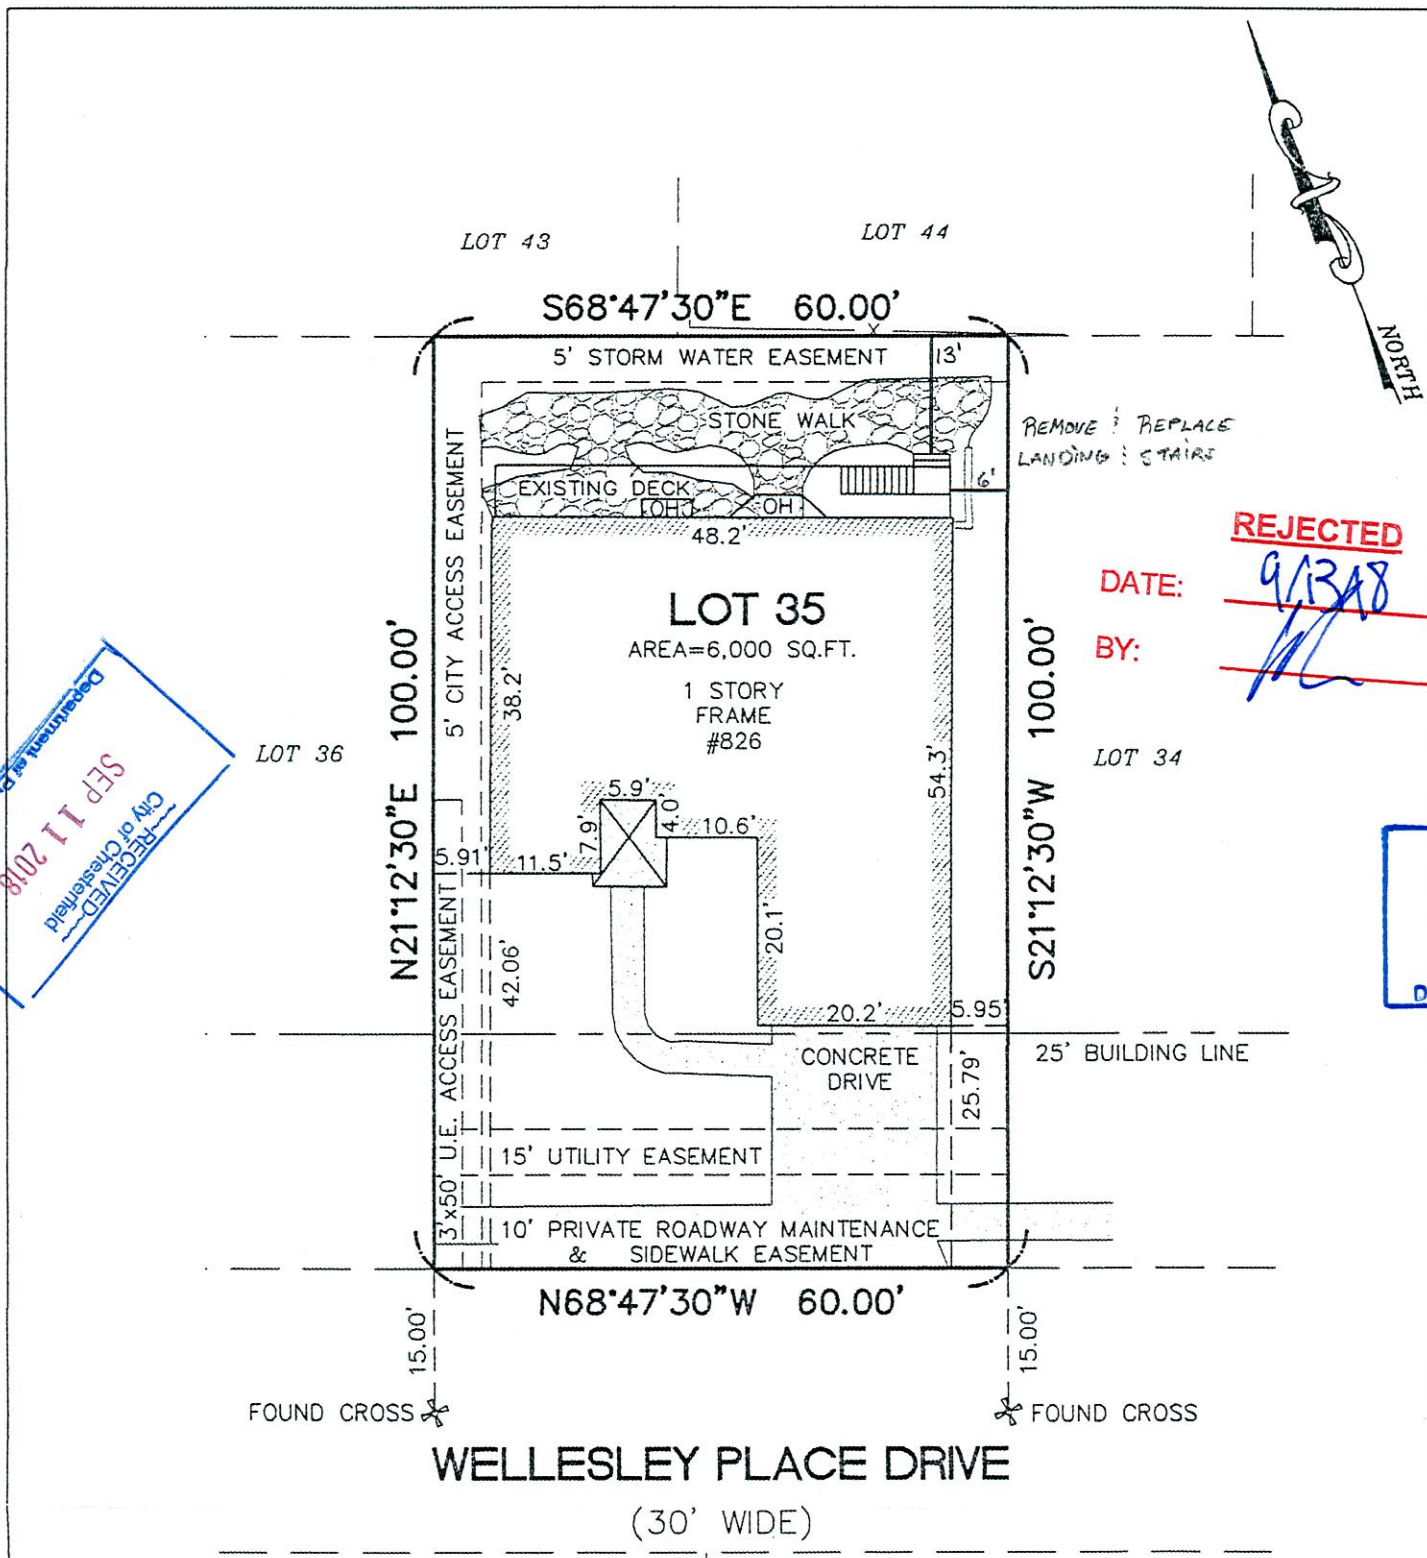 LOT 43
LOT 44
NORTH
S68°47'30"E 60.00'
5' STORM WATER EASEMENT
13'
STONE WALK
REMOVE & REPLACE
LANDING & STAIRS
6'
EXISTING DECK
OH
OH
48.2'
REJECTED
DATE: 9/13/18
BY:
LOT 35
AREA=6,000 SQ.FT.
1 STORY
FRAME
#826
5' CITY ACCESS EASEMENT
38.2'
54.3'
N21°12'30"E 100.00'
S21°12'30"W 100.00'
LOT 36
LOT 34
~~RECEIVED~~
City of Chesterfield
SEP 11 2018
Department of
5.9'
7.9'
4.0'
10.6'
5.91'
11.5'
20.1'
42.06'
20.2'
5.95'
3'x50' U.E. ACCESS EASEMENT
CONCRETE
DRIVE
25' BUILDING LINE
25.79'
D
15' UTILITY EASEMENT
10' PRIVATE ROADWAY MAINTENANCE
& SIDEWALK EASEMENT
N68°47'30"W 60.00'
15.00'
15.00'
FOUND CROSS
FOUND CROSS
WELLESLEY PLACE DRIVE
(30' WIDE)